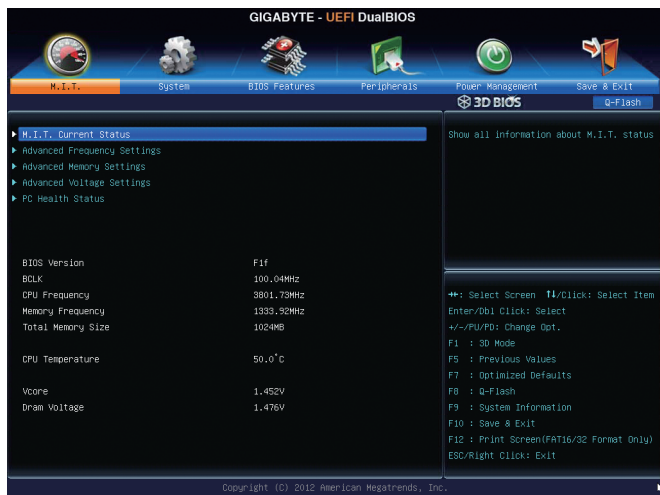 GIGABYTE - UEFI DualBIOS
M.I.T. System BIOS Features Peripherals Power Management Save & Exit
3D BIOS Q-Flash
M.I.T. Current Status
Advanced Frequency Settings
Advanced Memory Settings
Advanced Voltage Settings
PC Health Status
BIOS Version F1f
BCLK 100.04MHz
CPU Frequency 3801.73MHz
Memory Frequency 1333.92MHz
Total Memory Size 1024MB
CPU Temperature 50.0°C
Vcore 1.452V
Dram Voltage 1.476V
Show all information about M.I.T. status
→←: Select Screen ↑↓/Click: Select Item
Enter/Dbl Click: Select
+/-/PU/PD: Change Opt.
F1 : 3D Mode
F5 : Previous Values
F7 : Optimized Defaults
F8 : Q-Flash
F9 : System Information
F10 : Save & Exit
F12 : Print Screen(FAT16/32 Format Only)
ESC/Right Click: Exit
Copyright (C) 2012 American Megatrends, Inc.